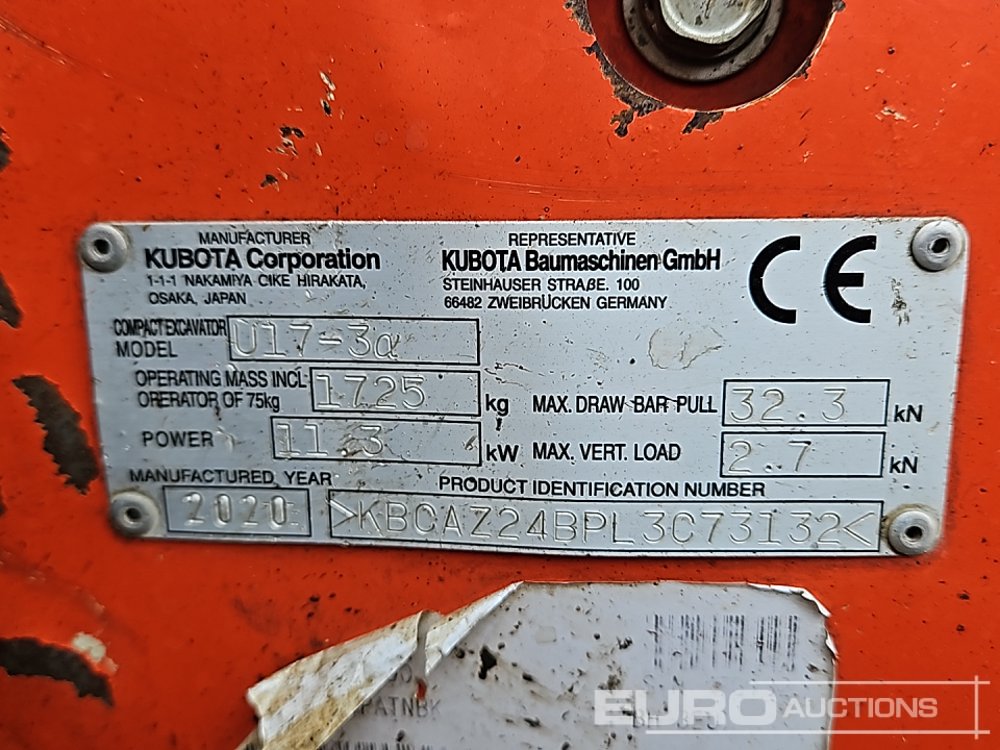 MANUFACTURER
KUBOTA Corporation
1-1-1 NAKAMIYA CIKE HIRAKATA,
OSAKA, JAPAN
REPRESENTATIVE
KUBOTA Baumaschinen GmbH
STEINHAUSER STRAßE. 100
66482 ZWEIBRÜCKEN GERMANY
CE
COMPACT EXCAVATOR
MODEL U17-3α
OPERATING MASS INCL.
OPERATOR OF 75kg 1725 kg
MAX. DRAW BAR PULL 32.3 kN
POWER 11.3 kW
MAX. VERT. LOAD 2.7 kN
MANUFACTURED YEAR
2020
PRODUCT IDENTIFICATION NUMBER
>KBCAZ24BPL3C73132<
PATNBK
EURO AUCTIONS